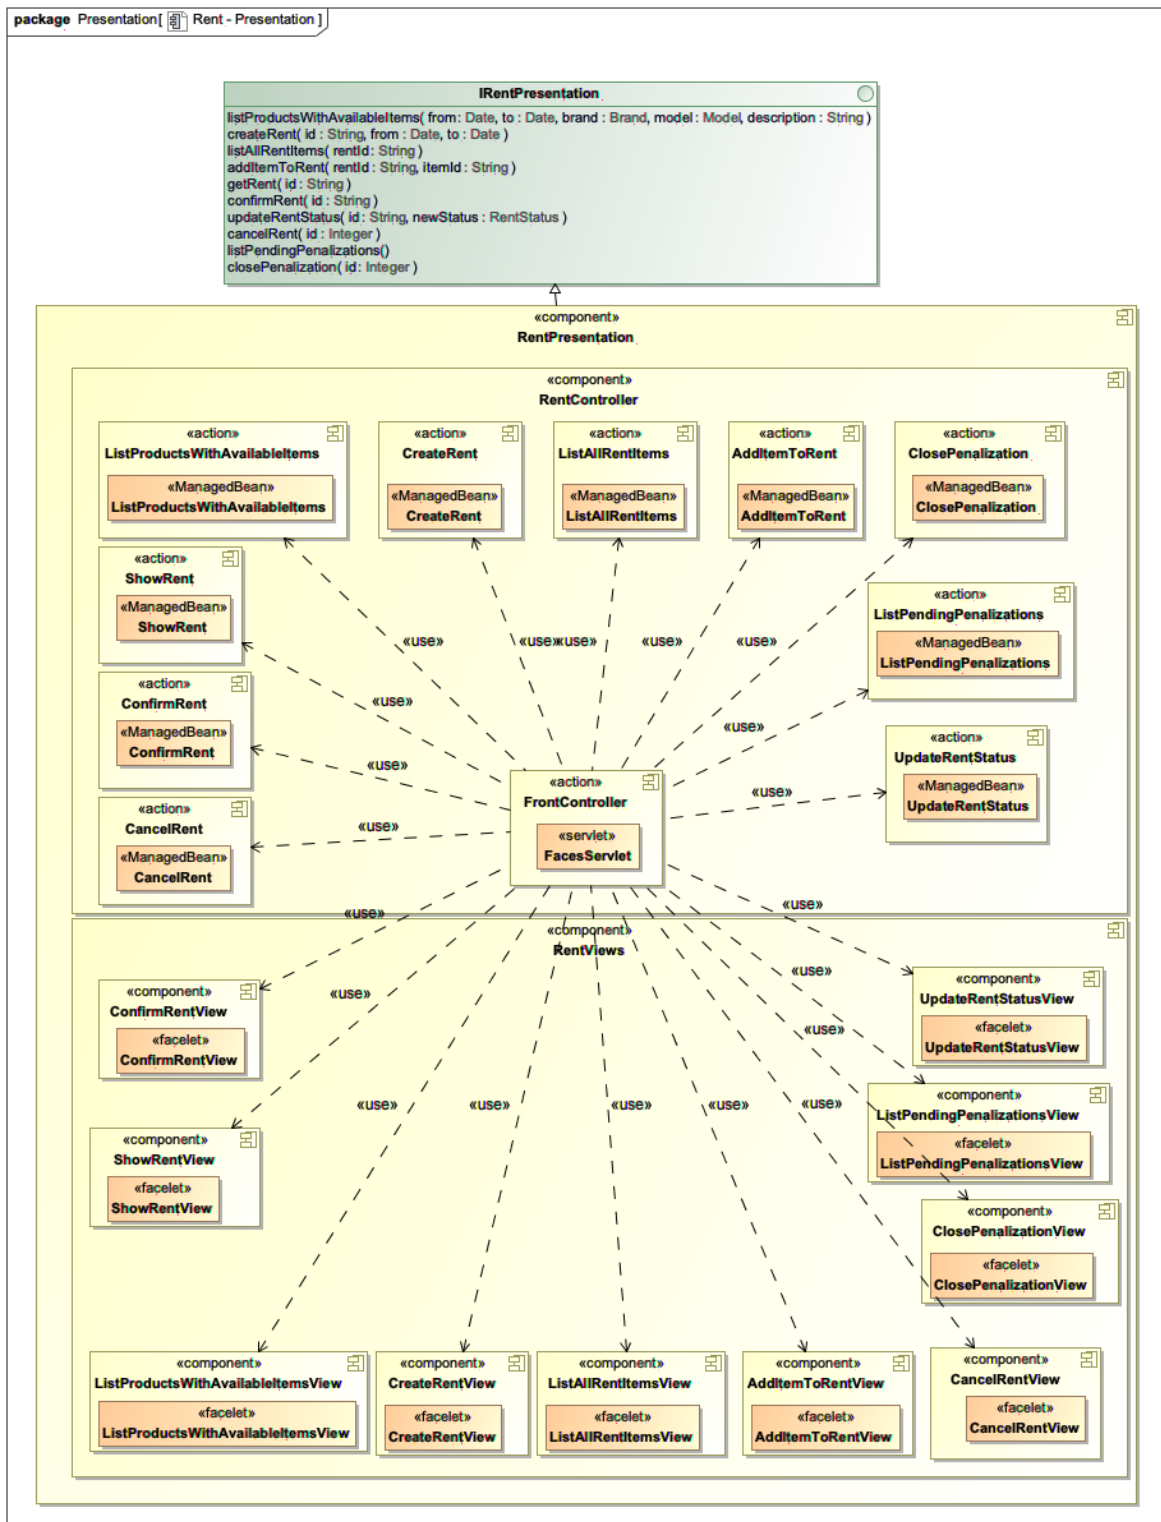 package Presentation[ Rent - Presentation ]
IRentPresentation
listProductsWithAvailableItems( from : Date, to : Date, brand : Brand, model : Model, description : String )
createRent( id : String, from : Date, to : Date )
listAllRentItems( rentId : String )
addItemToRent( rentId : String, itemId : String )
getRent( id : String )
confirmRent( id : String )
updateRentStatus( id : String, newStatus : RentStatus )
cancelRent( id : Integer )
listPendingPenalizations()
closePenalization( id : Integer )
«component»
RentPresentation
«component»
RentController
«action»
ListProductsWithAvailableItems
«ManagedBean»
ListProductsWithAvailableItems
«action»
CreateRent
«ManagedBean»
CreateRent
«action»
ListAllRentItems
«ManagedBean»
ListAllRentItems
«action»
AddItemToRent
«ManagedBean»
AddItemToRent
«action»
ClosePenalization
«ManagedBean»
ClosePenalization
«action»
ShowRent
«ManagedBean»
ShowRent
«action»
ListPendingPenalizations
«ManagedBean»
ListPendingPenalizations
«use»
«use»
«use»
«use»
«use»
«action»
ConfirmRent
«ManagedBean»
ConfirmRent
«use»
«use»
«action»
UpdateRentStatus
«ManagedBean»
UpdateRentStatus
«use»
«use»
«action»
CancelRent
«ManagedBean»
CancelRent
«use»
«action»
FrontController
«servlet»
FacesServlet
«use»
«use»
«component»
RentViews
«component»
ConfirmRentView
«facelet»
ConfirmRentView
«use»
«use»
«use»
«component»
UpdateRentStatusView
«facelet»
UpdateRentStatusView
«component»
ShowRentView
«facelet»
ShowRentView
«use»
«use»
«use»
«use»
«use»
«component»
ListPendingPenalizationsView
«facelet»
ListPendingPenalizationsView
«component»
ClosePenalizationView
«facelet»
ClosePenalizationView
«component»
ListProductsWithAvailableItemsView
«facelet»
ListProductsWithAvailableItemsView
«component»
CreateRentView
«facelet»
CreateRentView
«component»
ListAllRentItemsView
«facelet»
ListAllRentItemsView
«component»
AddItemToRentView
«facelet»
AddItemToRentView
«component»
CancelRentView
«facelet»
CancelRentView